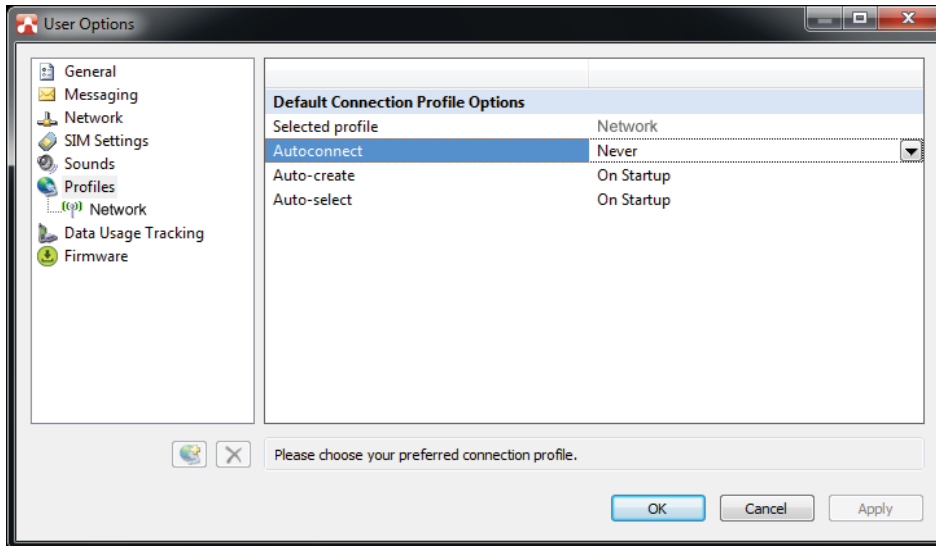 User Options
General
Messaging
Network
SIM Settings
Sounds
Profiles
Network
Data Usage Tracking
Firmware
Default Connection Profile Options
Selected profile Network
Autoconnect Never
Auto-create On Startup
Auto-select On Startup
Please choose your preferred connection profile.
OK Cancel Apply